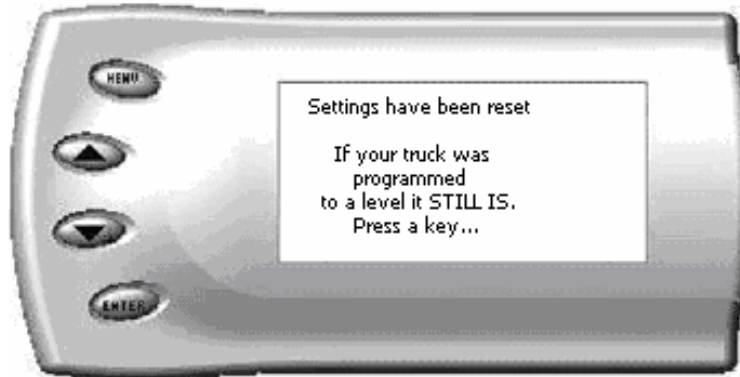 MENU
Settings have been reset
If your truck was
programmed
to a level it STILL IS.
Press a key...
ENTER